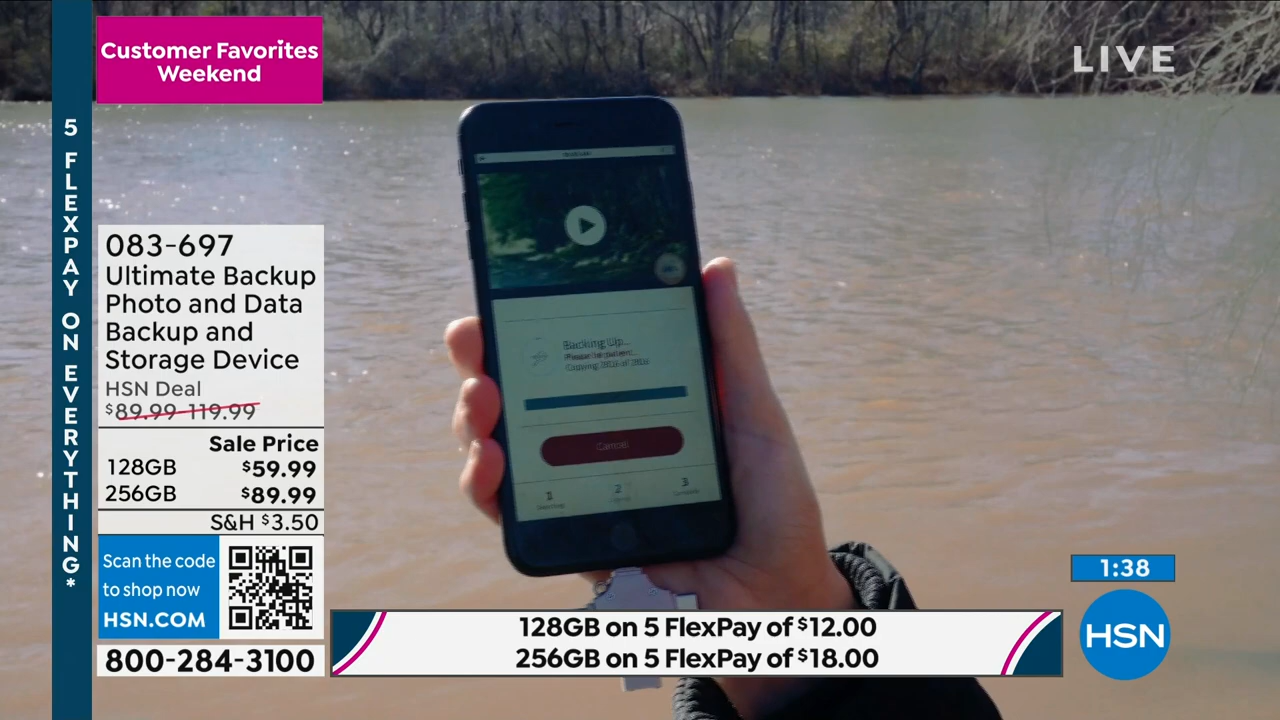 Customer Favorites
Weekend
LIVE
5 FLEXPAY ON EVERYTHING*
083-697
Ultimate Backup
Photo and Data
Backup and
Storage Device
HSN Deal
$89.99-119.99
Sale Price
128GB $59.99
256GB $89.99
S&H $3.50
Scan the code
to shop now
HSN.COM
800-284-3100
Backing Up...
Cancel
1 2 3
1:38
HSN
128GB on 5 FlexPay of $12.00
256GB on 5 FlexPay of $18.00